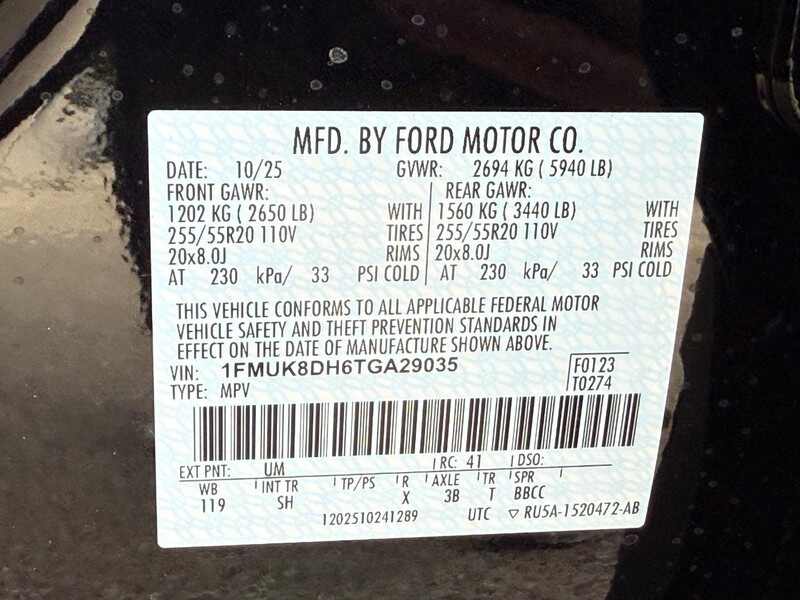 MFD. BY FORD MOTOR CO.
DATE: 10/25 GVWR: 2694 KG ( 5940 LB)
FRONT GAWR: REAR GAWR:
1202 KG ( 2650 LB) WITH 1560 KG ( 3440 LB) WITH
255/55R20 110V TIRES 255/55R20 110V TIRES
20x8.0J RIMS 20x8.0J RIMS
AT 230 kPa/ 33 PSI COLD AT 230 kPa/ 33 PSI COLD
THIS VEHICLE CONFORMS TO ALL APPLICABLE FEDERAL MOTOR
VEHICLE SAFETY AND THEFT PREVENTION STANDARDS IN
EFFECT ON THE DATE OF MANUFACTURE SHOWN ABOVE.
VIN: 1FMUK8DH6TGA29035 F0123
TYPE: MPV T0274
EXT PNT: UM RC: 41 DSO:
WB INT TR TP/PS R AXLE TR SPR
119 SH X 3B T BBCC
1202510241289 UTC ▽ RU5A-1520472-AB